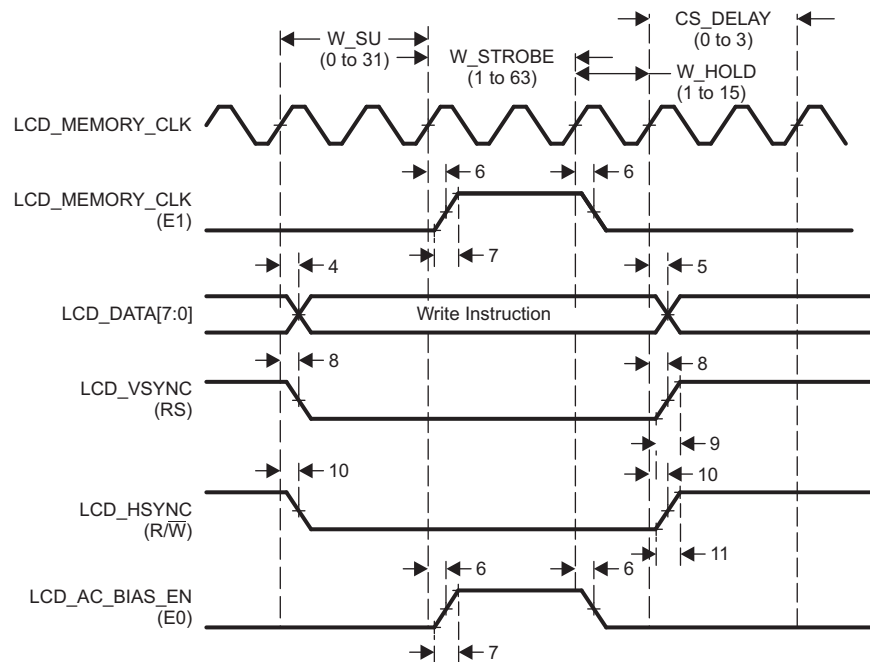 W_SU
(0 to 31)
W_STROBE
(1 to 63)
CS_DELAY
(0 to 3)
W_HOLD
(1 to 15)
LCD_MEMORY_CLK
LCD_MEMORY_CLK
(E1)
6
6
7
LCD_DATA[7:0]
4
5
Write Instruction
LCD_VSYNC
(RS)
8
8
9
LCD_HSYNC
(R/W̅)
10
10
11
LCD_AC_BIAS_EN
(E0)
6
6
7